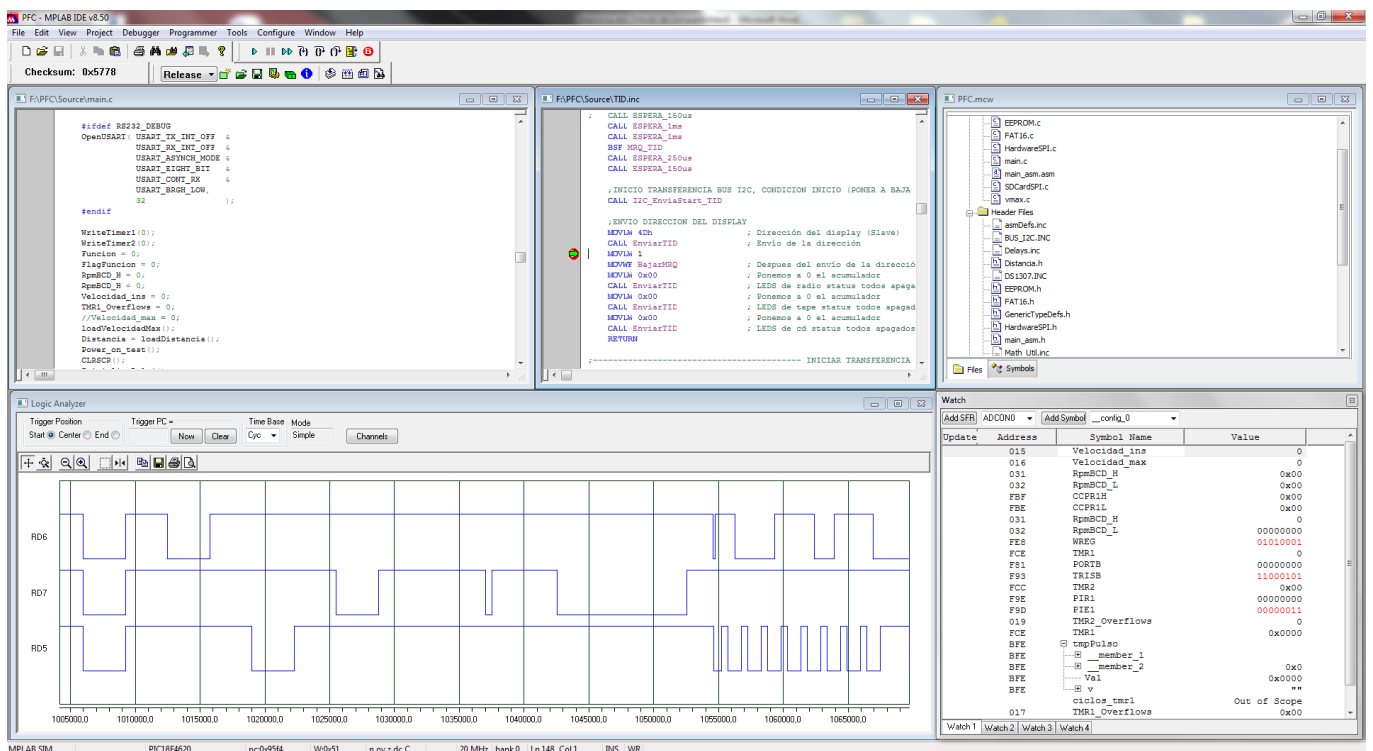 PFC - MPLAB IDE v8.50
File Edit View Project Debugger Programmer Tools Configure Window Help
Checksum: 0x5778
Release
F:\PFC\Source\main.c
#ifdef RS232_DEBUG
OpenUSART( USART_TX_INT_OFF &
USART_RX_INT_OFF &
USART_ASYNCH_MODE &
USART_EIGHT_BIT &
USART_CONT_RX &
USART_BRGH_LOW,
32 );
#endif
WriteTimer1(0);
WriteTimer2(0);
Funcion = 0;
FlagFuncion = 0;
RpmBCD_H = 0;
RpmBCD_H = 0;
Velocidad_ins = 0;
TMR1_Overflows = 0;
//Velocidad_max = 0;
loadVelocidadMax();
Distancia = loadDistancia();
Power_on_test();
CLRSCR();
F:\PFC\Source\TID.inc
; CALL ESPERA_150us
CALL ESPERA_1ms
CALL ESPERA_1ms
BSF MRQ_TID
CALL ESPERA_250us
CALL ESPERA_150us
;INICIO TRANSFERENCIA BUS I2C, CONDICION INICIO (PONER A BAJA
CALL I2C_EnviaStart_TID
;ENVIO DIRECCION DEL DISPLAY
MOVLW 4Dh ; Dirección del display (Slave)
CALL EnviarTID ; Envio de la dirección
MOVLW 1
MOVWF BajarMRQ ; Despues del envío de la direcció
MOVLW 0x00 ; Ponemos a 0 el acumulador
CALL EnviarTID ; LEDS de radio status todos apaga
MOVLW 0x00 ; Ponemos a 0 el acumulador
CALL EnviarTID ; LEDS de tape status todos apagad
MOVLW 0x00 ; Ponemos a 0 el acumulador
CALL EnviarTID ; LEDS de cd status todos apagados
RETURN
;---------------------------------------- INICIAR TRANSFERENCIA
PFC.mcw
EEPROM.c
FAT16.c
HardwareSPI.c
main.c
main_asm.asm
SDCardSPI.c
vmax.c
Header Files
asmDefs.inc
BUS_I2C.INC
Delays.inc
Distancia.h
DS1307.INC
EEPROM.h
FAT16.h
GenericTypeDefs.h
HardwareSPI.h
main_asm.h
Math_Util.inc
Files Symbols
Logic Analyzer
Trigger Position Trigger PC = Time Base Mode
Start Center End Now Clear Cyc Simple Channels
RD6
RD7
RD5
1005000,0 1010000,0 1015000,0 1020000,0 1025000,0 1030000,0 1035000,0 1040000,0 1045000,0 1050000,0 1055000,0 1060000,0 1065000,0
Watch
Add SFR ADCON0 Add Symbol __config_0
Update Address Symbol Name Value
015 Velocidad_ins 0
016 Velocidad_max 0
031 RpmBCD_H 0x00
032 RpmBCD_L 0x00
FBF CCPR1H 0x00
FBE CCPR1L 0x00
031 RpmBCD_H 0
032 RpmBCD_L 00000000
FE8 WREG 01010001
FCE TMR1 0
F81 PORTB 00000000
F93 TRISB 11000101
FCC TMR2 0x00
F9E PIR1 00000000
F9D PIE1 00000011
019 TMR2_Overflows 0
FCE TMR1 0x0000
BFE tmpPulso
BFE __member_1
BFE __member_2 0x0
BFE Val 0x0000
BFE v ""
ciclos_tmr1 Out of Scope
017 TMR1_Overflows 0x00
Watch 1 Watch 2 Watch 3 Watch 4
MPLAB SIM PIC18F4620 pc:0x95f4 W:0x51 n ov z dc C 20 MHz bank 0 Ln 148, Col 1 INS WR